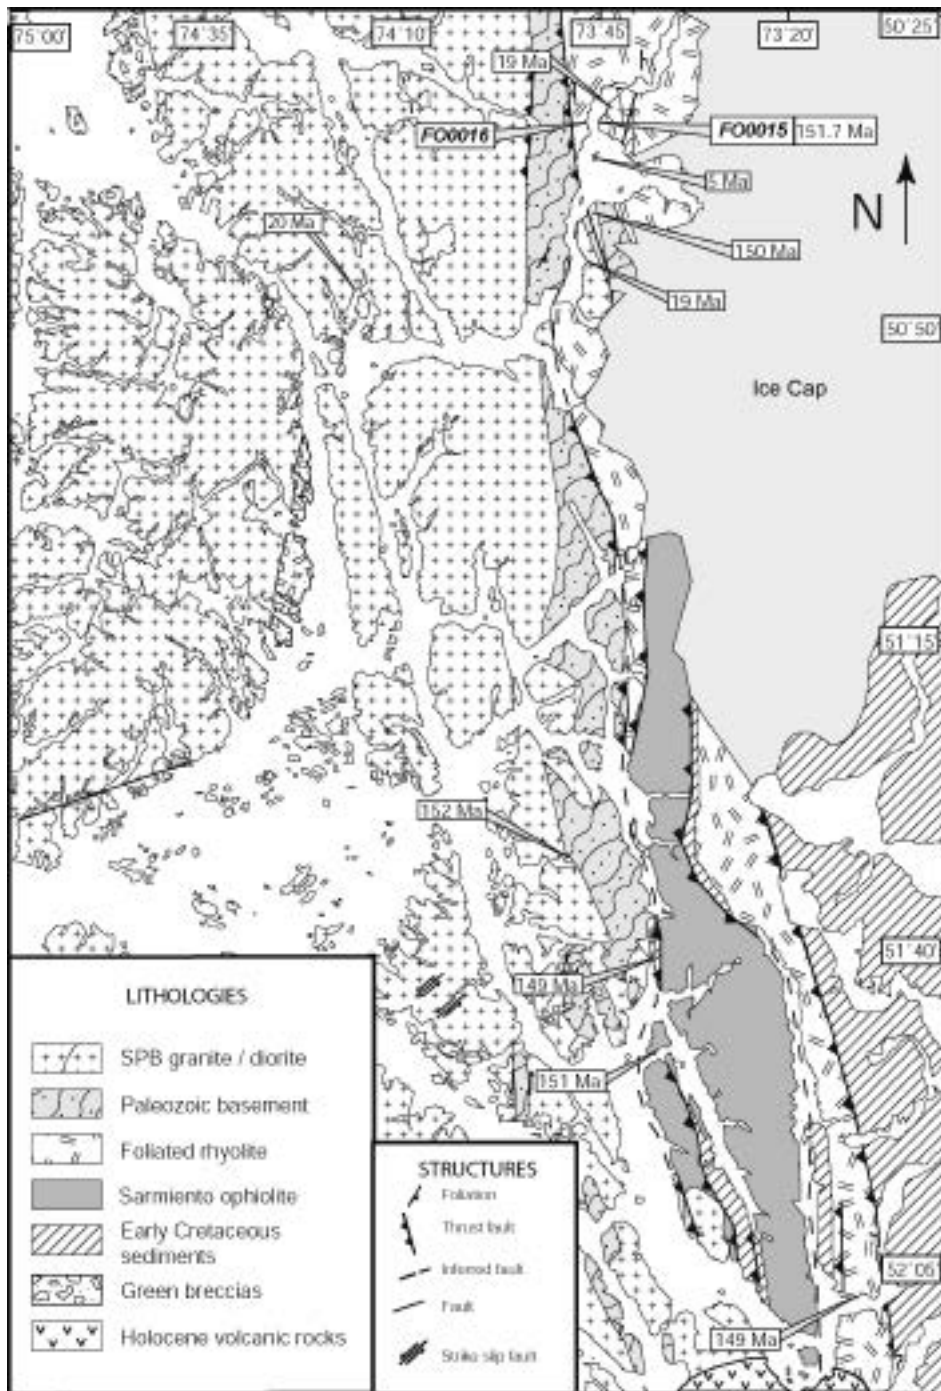 75°00'
74°35'
74°10'
73°45'
73°20'
50°25'
19 Ma
FO0016
FO0015
151.7 Ma
5 Ma
N
20 Ma
150 Ma
19 Ma
50°50'
Ice Cap
51°15'
152 Ma
51°40'
149 Ma
151 Ma
52°05'
149 Ma
LITHOLOGIES
SPB granite / diorite
Paleozoic basement
Foliated rhyolite
Sarmiento ophiolite
Early Cretaceous
sediments
Green breccias
Holocene volcanic rocks
STRUCTURES
Foliation
Thrust fault
Inferred fault
Fault
Strike slip fault